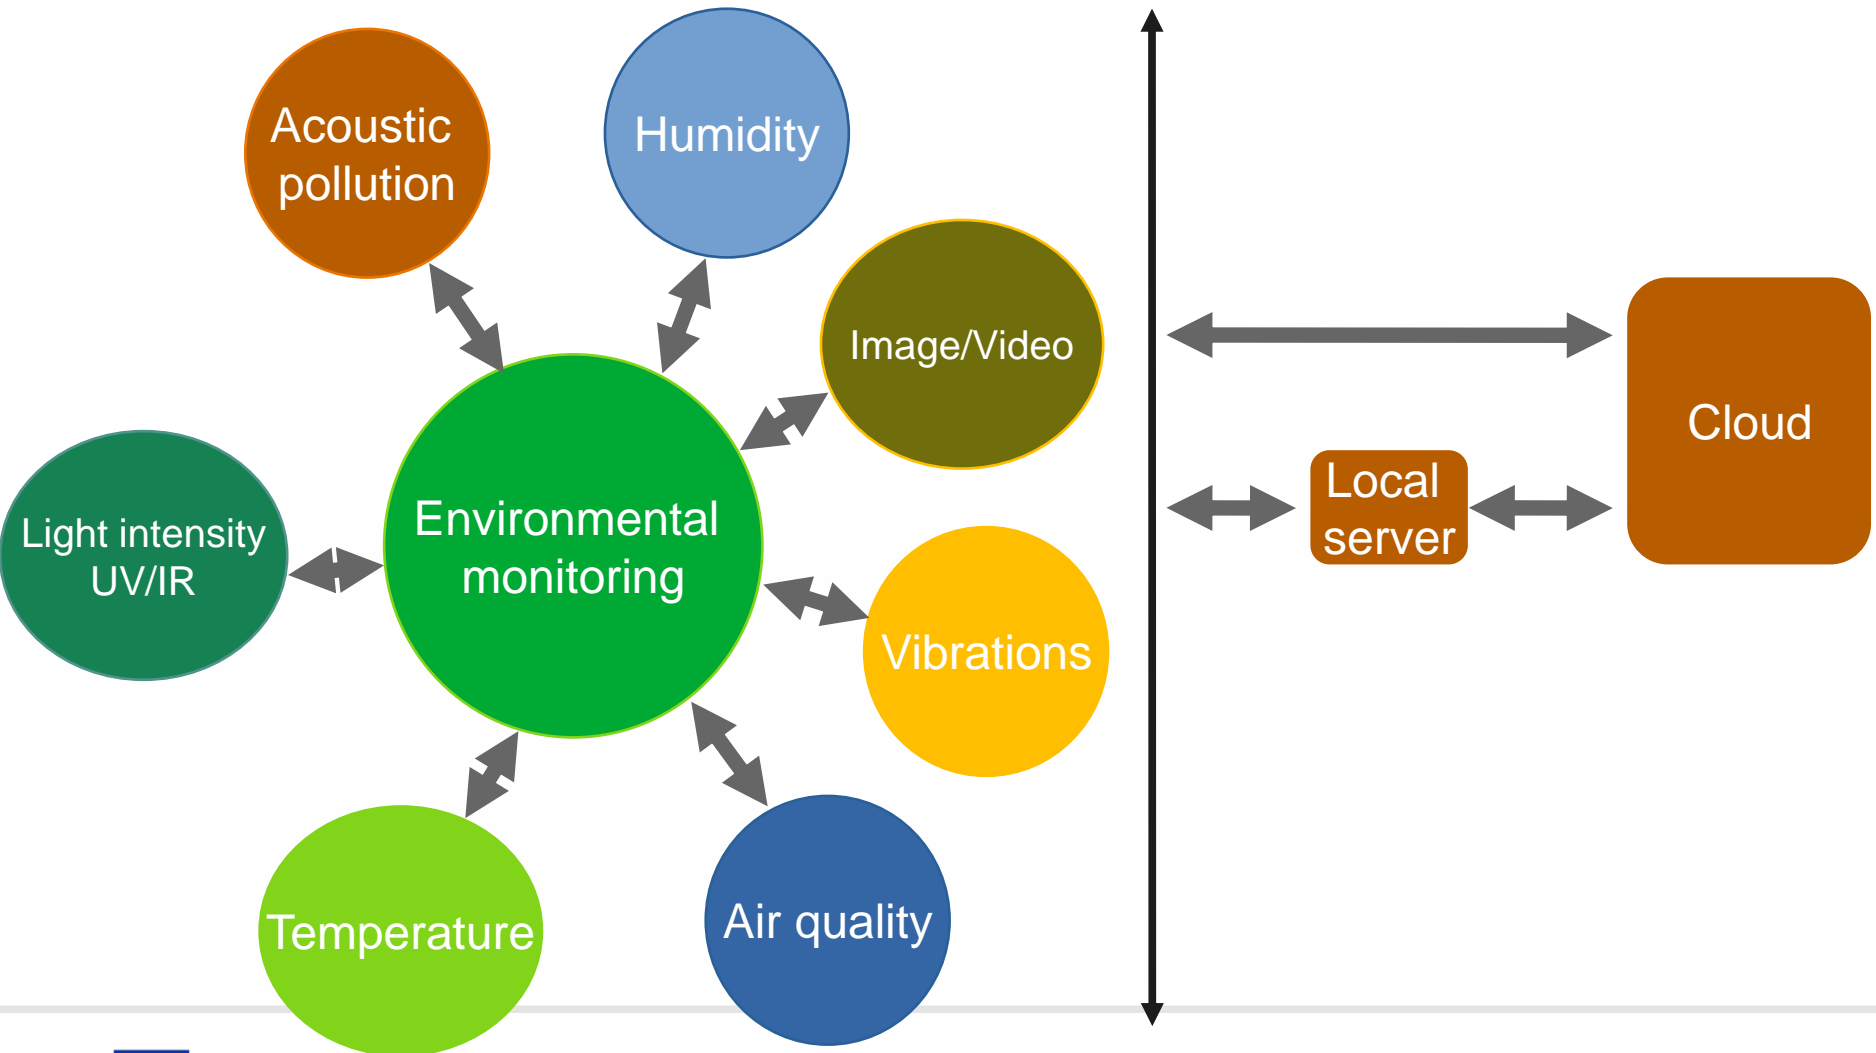 Acoustic
pollution
Humidity
Image/Video
Light intensity
UV/IR
Environmental
monitoring
Vibrations
Temperature
Air quality
Cloud
Local
server